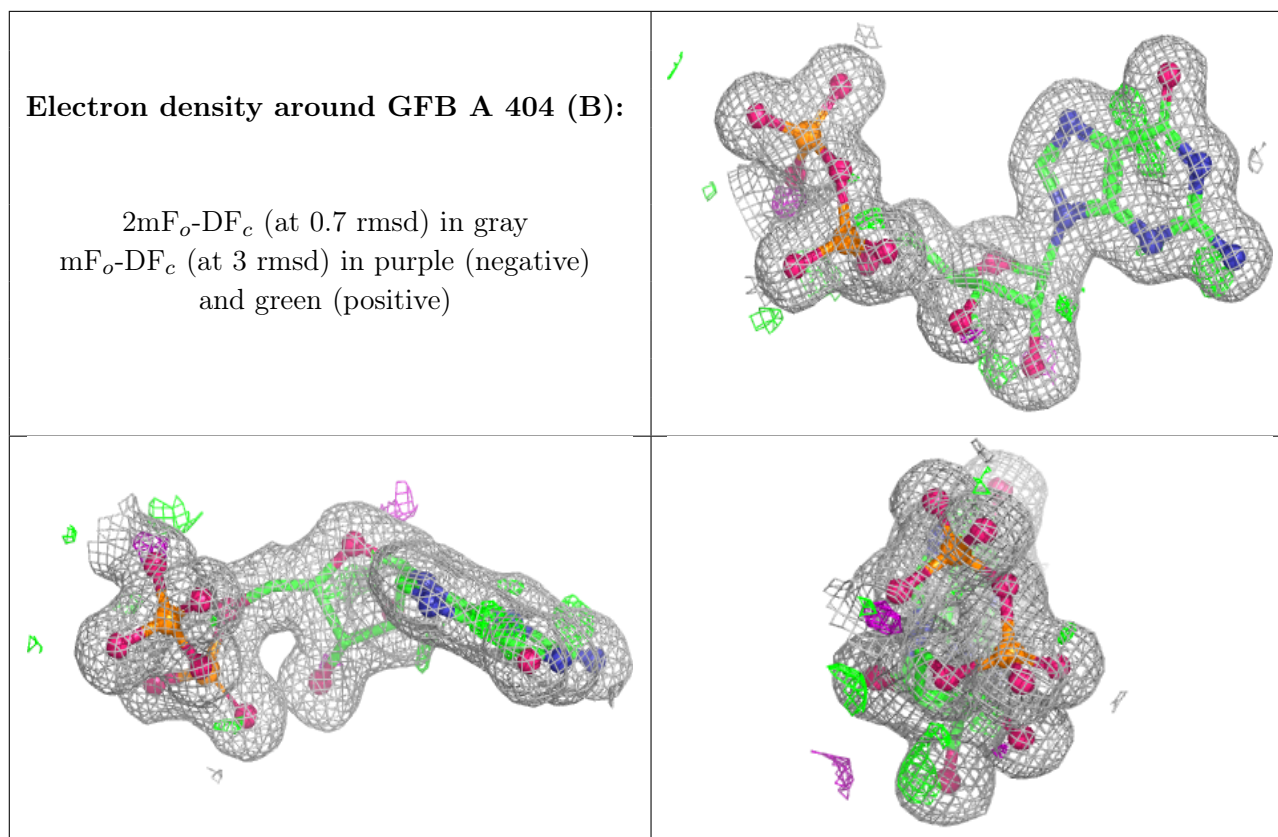 Electron density around GFB A 404 (B):
2mFo-DFc (at 0.7 rmsd) in gray
mFo-DFc (at 3 rmsd) in purple (negative)
and green (positive)